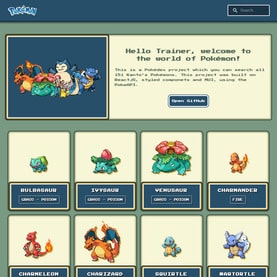 Pokémon
Search...
Hello Trainer, welcome to
the world of Pokémon!
This is a Pokédex project which you can search all
151 Kanto's Pokémons. This project was built on
ReactJS, styled componets and MUI, using the
PokeAPI.
Open GitHub
BULBASAUR
IVYSAUR
VENUSAUR
CHARMANDER
GRASS - POISON
GRASS - POISON
GRASS - POISON
FIRE
CHARMELEON
CHARIZARD
SQUIRTLE
WARTORTLE